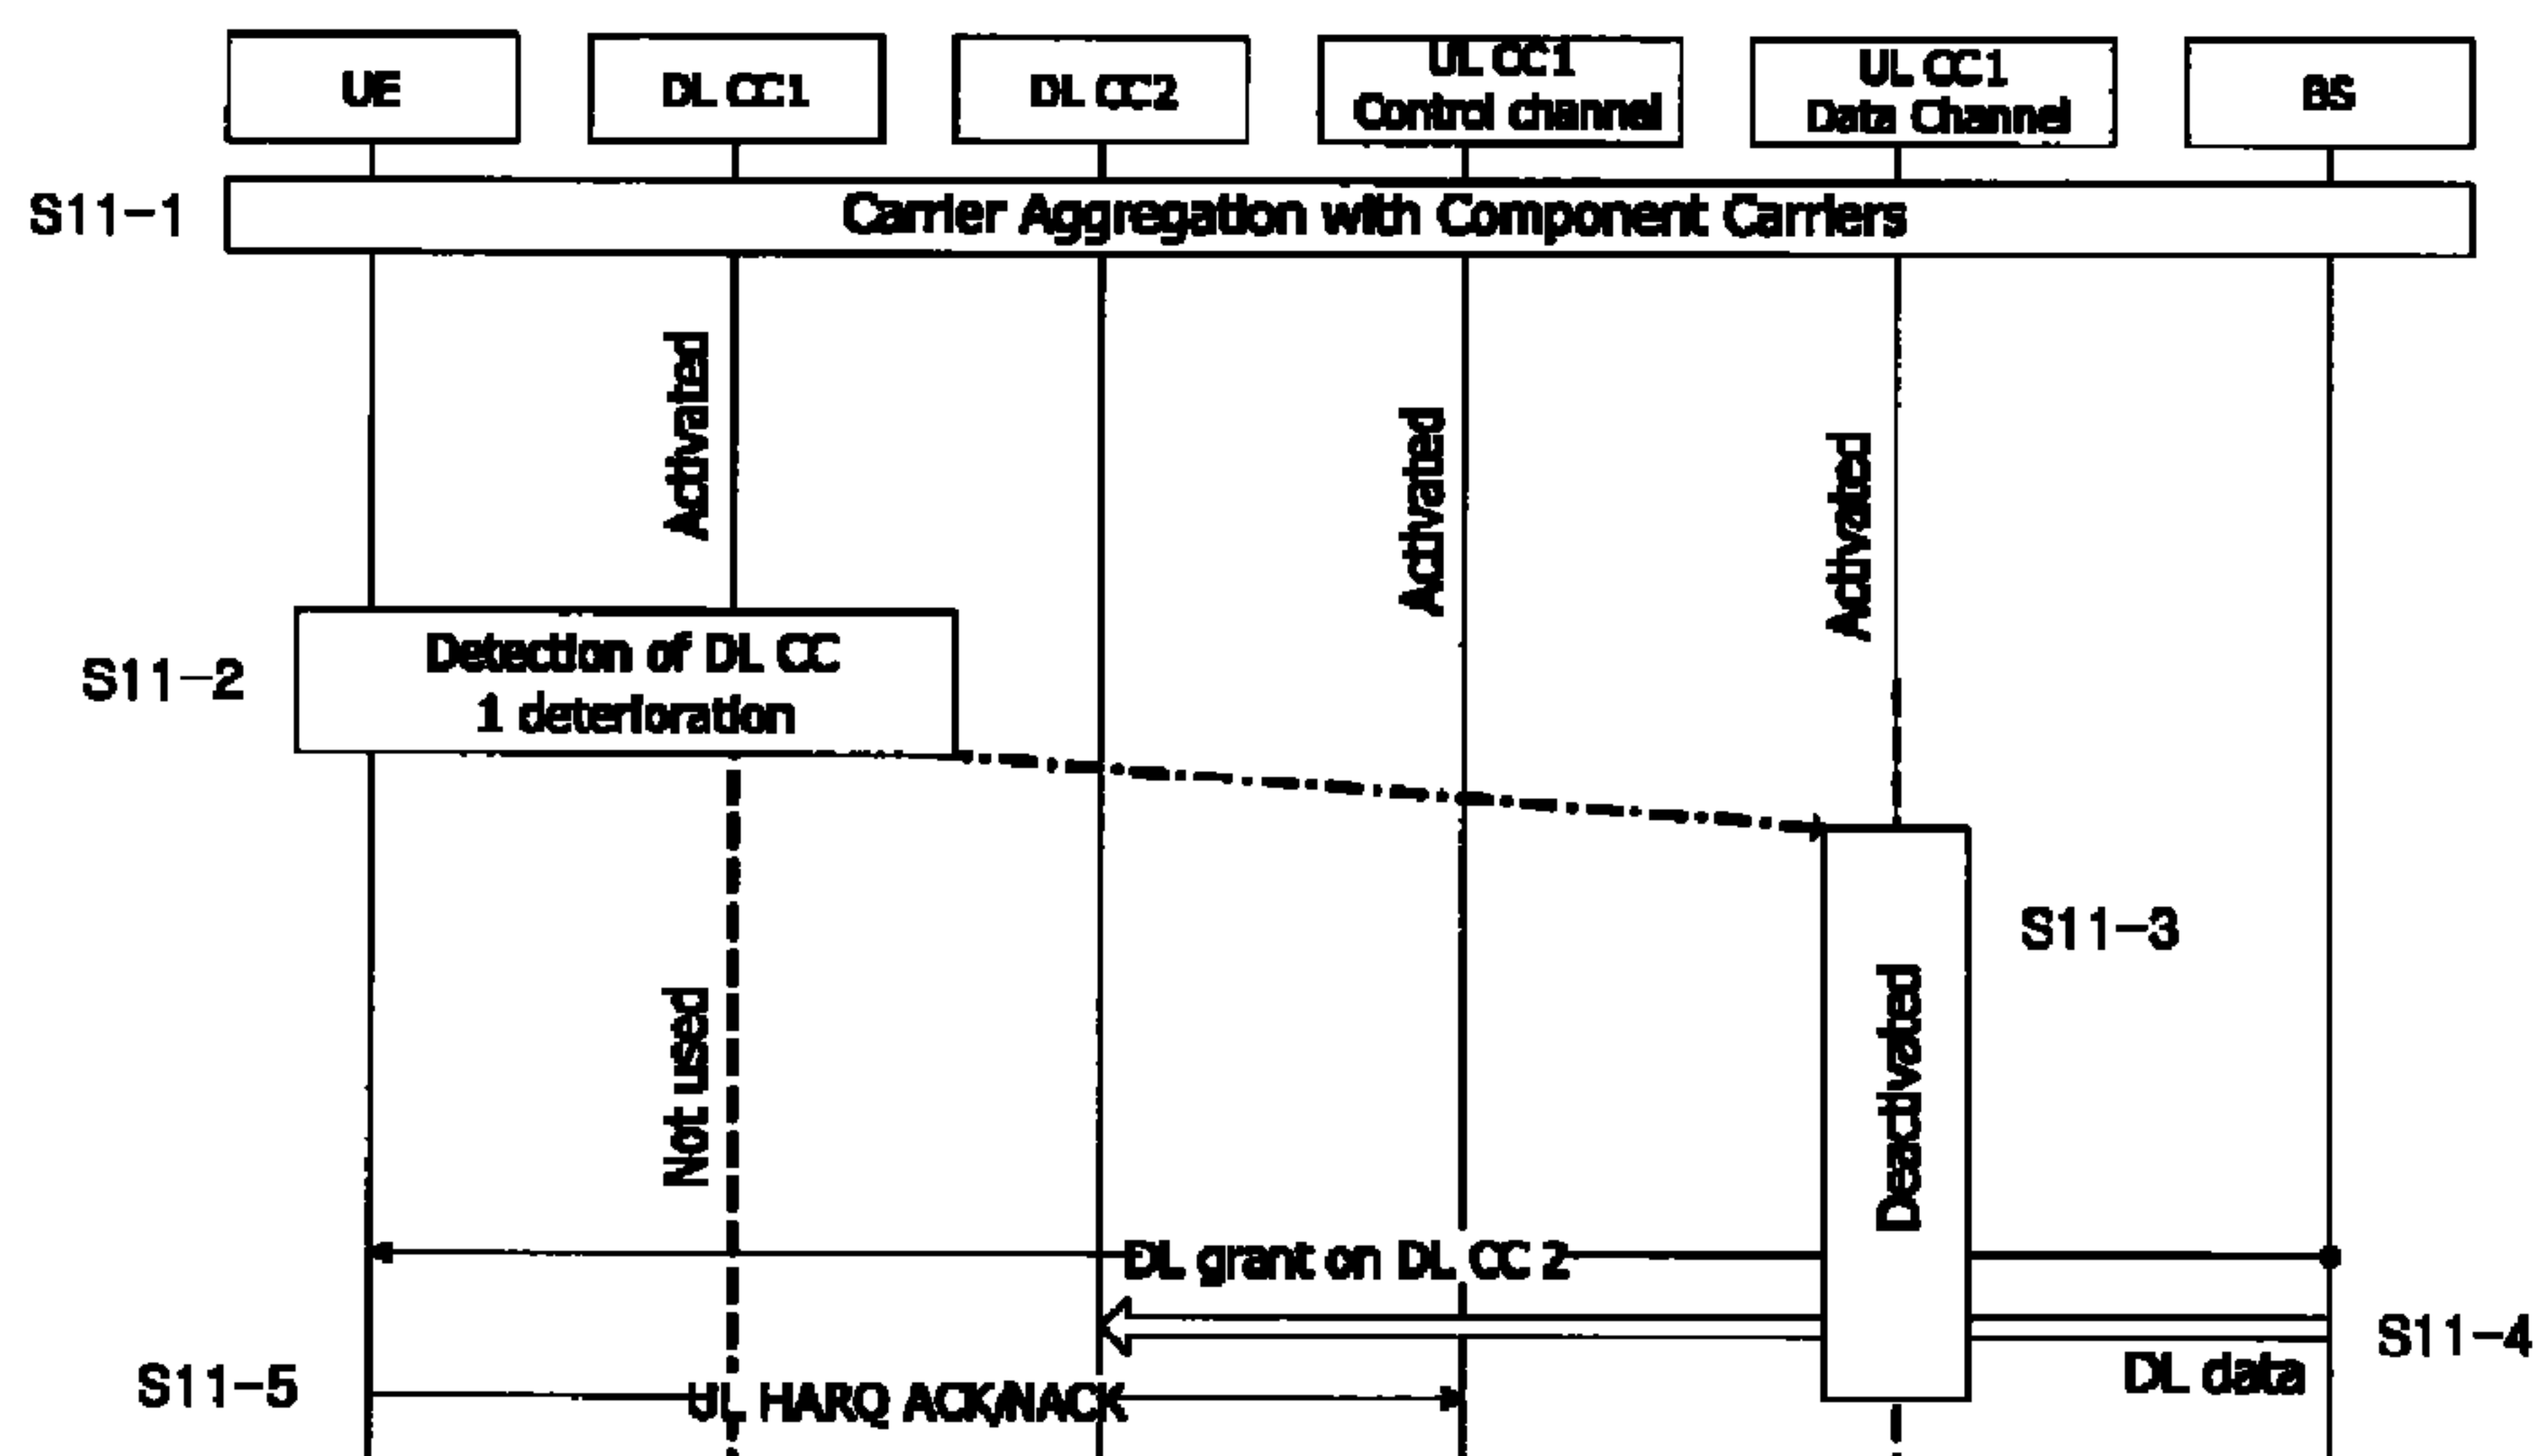 UE
DL CC1
DL CC2
UL CC1
Control channel
UL CC1
Data Channel
BS
S11-1
Carrier Aggregation with Component Carriers
Activated
Activated
Activated
S11-2
Detection of DL CC
1 deterioration
S11-3
Not used
Deactivated
DL grant on DL CC 2
S11-4
DL data
S11-5
UL HARQ ACK/NACK